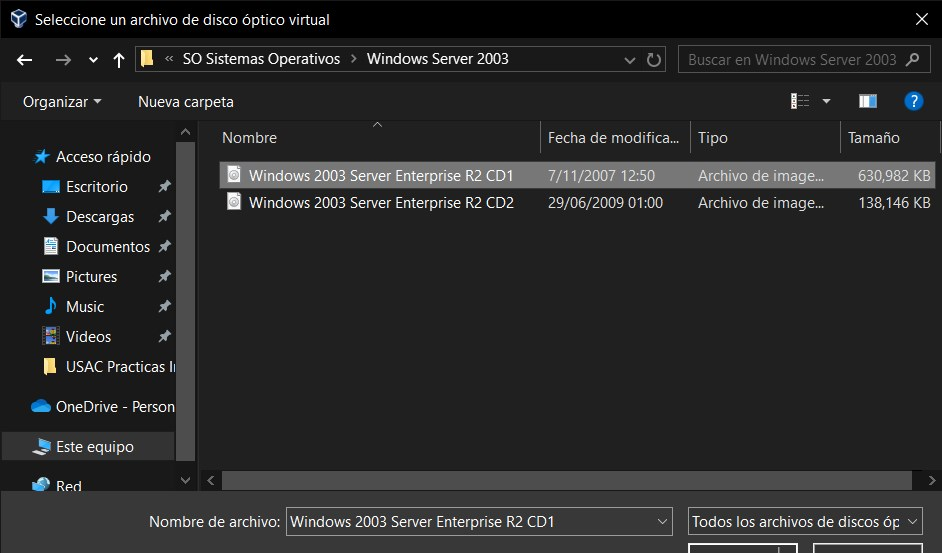 Seleccione un archivo de disco óptico virtual
« SO Sistemas Operativos > Windows Server 2003
Buscar en Windows Server 2003
Organizar
Nueva carpeta
?
Nombre
Fecha de modifica...
Tipo
Tamaño
Windows 2003 Server Enterprise R2 CD1 7/11/2007 12:50 Archivo de image... 630,982 KB
Windows 2003 Server Enterprise R2 CD2 29/06/2009 01:00 Archivo de image... 138,146 KB
Acceso rápido
Escritorio
Descargas
Documentos
Pictures
Music
Videos
USAC Practicas I
OneDrive - Person
Este equipo
Red
Nombre de archivo: Windows 2003 Server Enterprise R2 CD1
Todos los archivos de discos óp